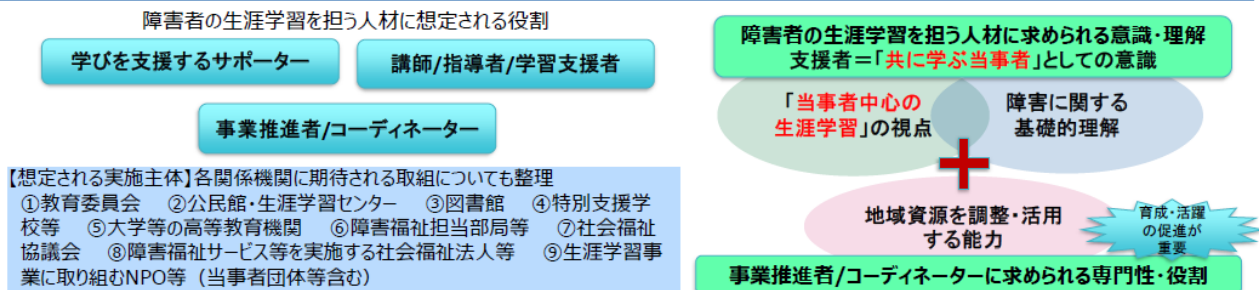 障害者の生涯学習を担う人材に想定される役割
学びを支援するサポーター
講師/指導者/学習支援者
事業推進者/コーディネーター
【想定される実施主体】各関係機関に期待される取組についても整理
①教育委員会　②公民館・生涯学習センター　③図書館　④特別支援学
校等　⑤大学等の高等教育機関　⑥障害福祉担当部局等　⑦社会福祉
協議会　⑧障害福祉サービス等を実施する社会福祉法人等　⑨生涯学習事
業に取り組むNPO等（当事者団体等含む）
障害者の生涯学習を担う人材に求められる意識・理解
支援者＝「共に学ぶ当事者」としての意識
「当事者中心の
生涯学習」の視点
障害に関する
基礎的理解
地域資源を調整・活用
する能力
育成・活躍
の促進が
重要
事業推進者/コーディネーターに求められる専門性・役割